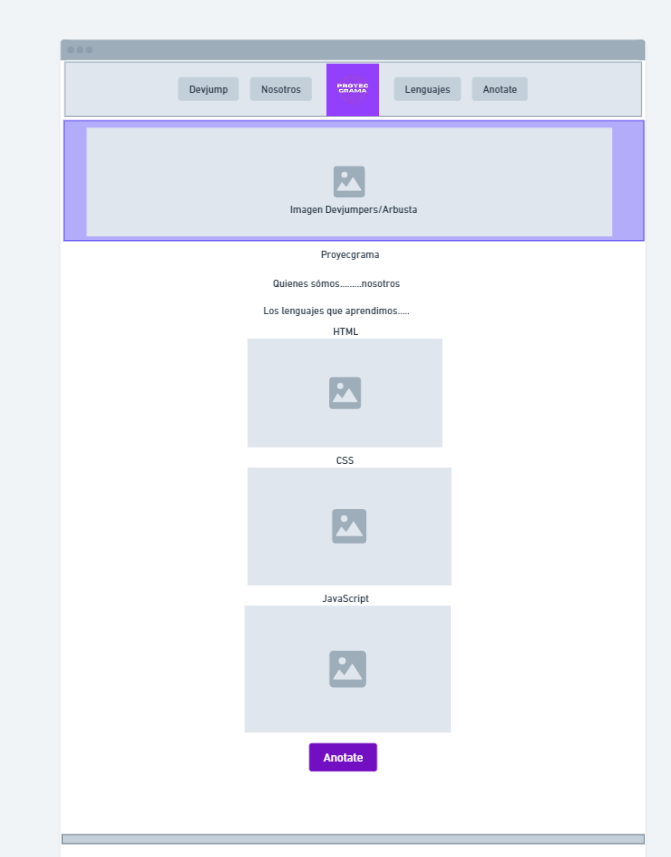 Devjump
Nosotros
PROYEC
GRAMA
Lenguajes
Anotate
Imagen Devjumpers/Arbusta
Proyecgrama
Quienes sómos.........nosotros
Los lenguajes que aprendimos.....
HTML
CSS
JavaScript
Anotate